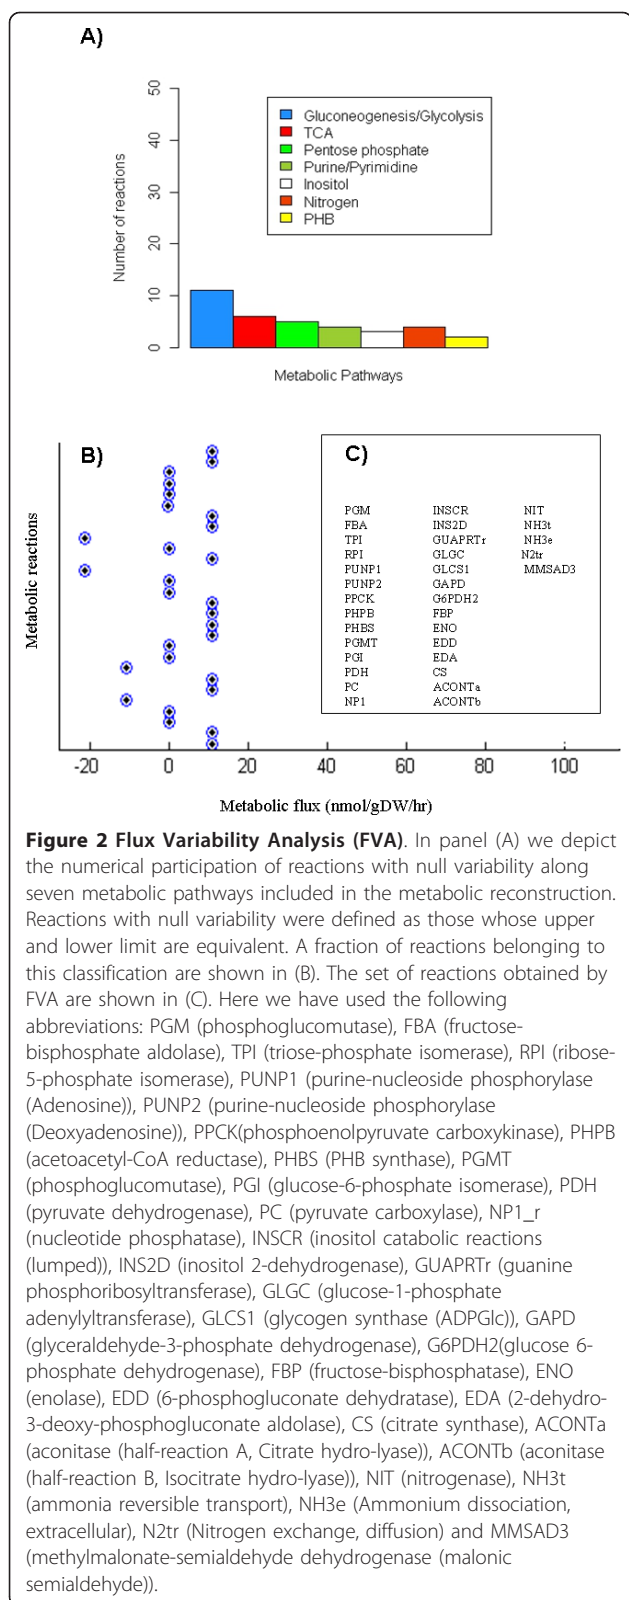 A)
Number of reactions
50
40
30
20
10
0
Gluconeogenesis/Glycolysis
TCA
Pentose phosphate
Purine/Pyrimidine
Inositol
Nitrogen
PHB
Metabolic Pathways
B)
Metabolic reactions
-20 0 20 40 60 80 100
Metabolic flux (nmol/gDW/hr)
C)
PGM INSCR NIT
FBA INS2D NH3t
TPI GUAPRTr NH3e
RPI GLGC N2tr
PUNP1 GLCS1 MMSAD3
PUNP2 GAPD
PPCK G6PDH2
PHPB FBP
PHBS ENO
PGMT EDD
PGI EDA
PDH CS
PC ACONTa
NP1 ACONTb
Figure 2 Flux Variability Analysis (FVA). In panel (A) we depict
the numerical participation of reactions with null variability along
seven metabolic pathways included in the metabolic reconstruction.
Reactions with null variability were defined as those whose upper
and lower limit are equivalent. A fraction of reactions belonging to
this classification are shown in (B). The set of reactions obtained by
FVA are shown in (C). Here we have used the following
abbreviations: PGM (phosphoglucomutase), FBA (fructose-
bisphosphate aldolase), TPI (triose-phosphate isomerase), RPI (ribose-
5-phosphate isomerase), PUNP1 (purine-nucleoside phosphorylase
(Adenosine)), PUNP2 (purine-nucleoside phosphorylase
(Deoxyadenosine)), PPCK(phosphoenolpyruvate carboxykinase), PHPB
(acetoacetyl-CoA reductase), PHBS (PHB synthase), PGMT
(phosphoglucomutase), PGI (glucose-6-phosphate isomerase), PDH
(pyruvate dehydrogenase), PC (pyruvate carboxylase), NP1_r
(nucleotide phosphatase), INSCR (inositol catabolic reactions
(lumped)), INS2D (inositol 2-dehydrogenase), GUAPRTr (guanine
phosphoribosyltransferase), GLGC (glucose-1-phosphate
adenylyltransferase), GLCS1 (glycogen synthase (ADPGlc)), GAPD
(glyceraldehyde-3-phosphate dehydrogenase), G6PDH2(glucose 6-
phosphate dehydrogenase), FBP (fructose-bisphosphatase), ENO
(enolase), EDD (6-phosphogluconate dehydratase), EDA (2-dehydro-
3-deoxy-phosphogluconate aldolase), CS (citrate synthase), ACONTa
(aconitase (half-reaction A, Citrate hydro-lyase)), ACONTb (aconitase
(half-reaction B, Isocitrate hydro-lyase)), NIT (nitrogenase), NH3t
(ammonia reversible transport), NH3e (Ammonium dissociation,
extracellular), N2tr (Nitrogen exchange, diffusion) and MMSAD3
(methylmalonate-semialdehyde dehydrogenase (malonic
semialdehyde)).